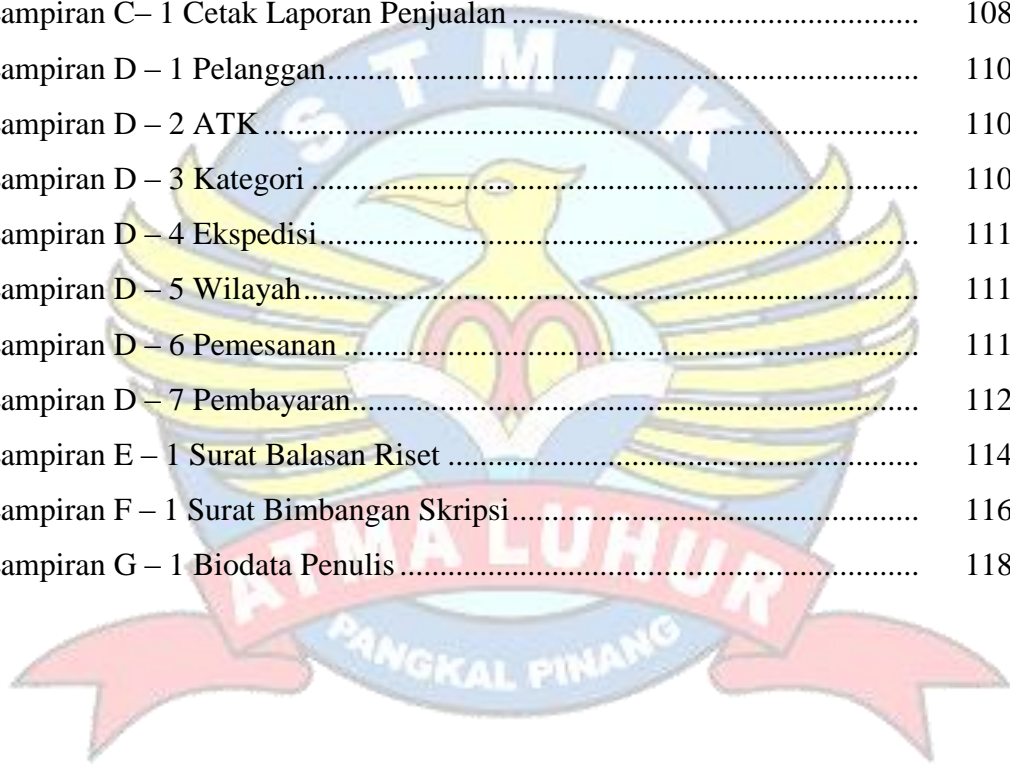 ampiran C– 1 Cetak Laporan Penjualan ........................................................... 108
ampiran D – 1 Pelanggan................................................................................... 110
ampiran D – 2 ATK ............................................................................................ 110
ampiran D – 3 Kategori ..................................................................................... 110
ampiran D – 4 Ekspedisi.................................................................................... 111
ampiran D – 5 Wilayah...................................................................................... 111
ampiran D – 6 Pemesanan ................................................................................ 111
ampiran D – 7 Pembayaran............................................................................... 112
ampiran E – 1 Surat Balasan Riset ................................................................... 114
ampiran F – 1 Surat Bimbangan Skripsi.......................................................... 116
ampiran G – 1 Biodata Penulis .......................................................................... 118
STMIK
ATMA LUHUR
PANGKAL PINANG